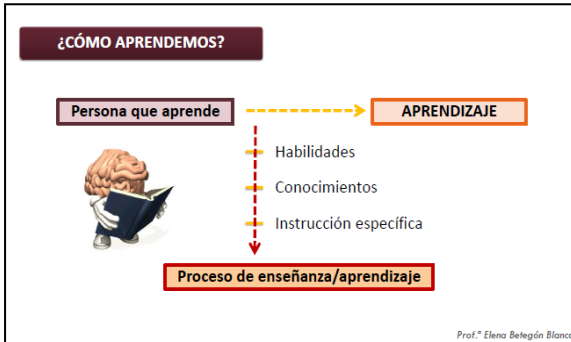 ¿CÓMO APRENDEMOS?
Persona que aprende
APRENDIZAJE
Habilidades
Conocimientos
Instrucción específica
Proceso de enseñanza/aprendizaje
Prof.ª Elena Betegón Blanco